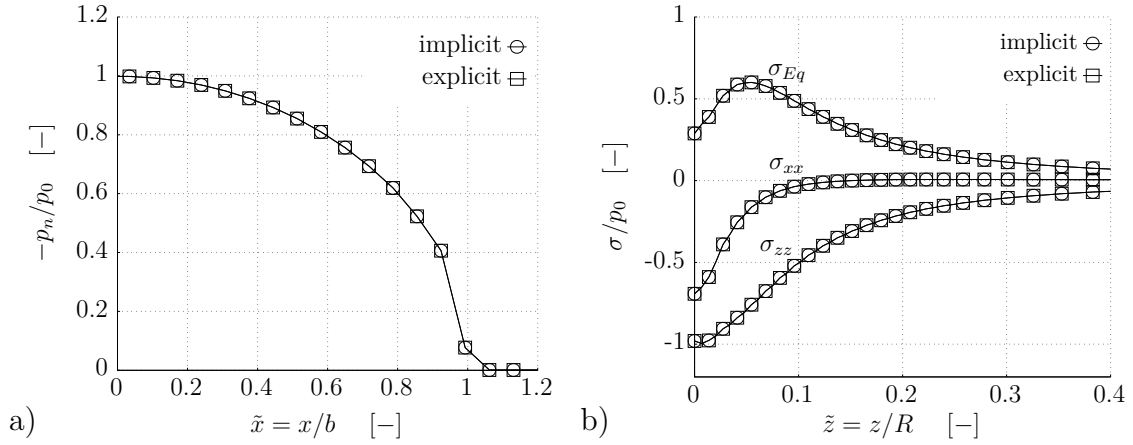 1.2
1
0.8
0.6
0.4
0.2
0
−p_n/p_0 [−]
implicit
explicit
0 0.2 0.4 0.6 0.8 1 1.2
x̃ = x/b [−]
a)
1
0.5
0
-0.5
-1
σ/p_0 [−]
implicit
explicit
σ_Eq
σ_xx
σ_zz
0 0.1 0.2 0.3 0.4
z̃ = z/R [−]
b)